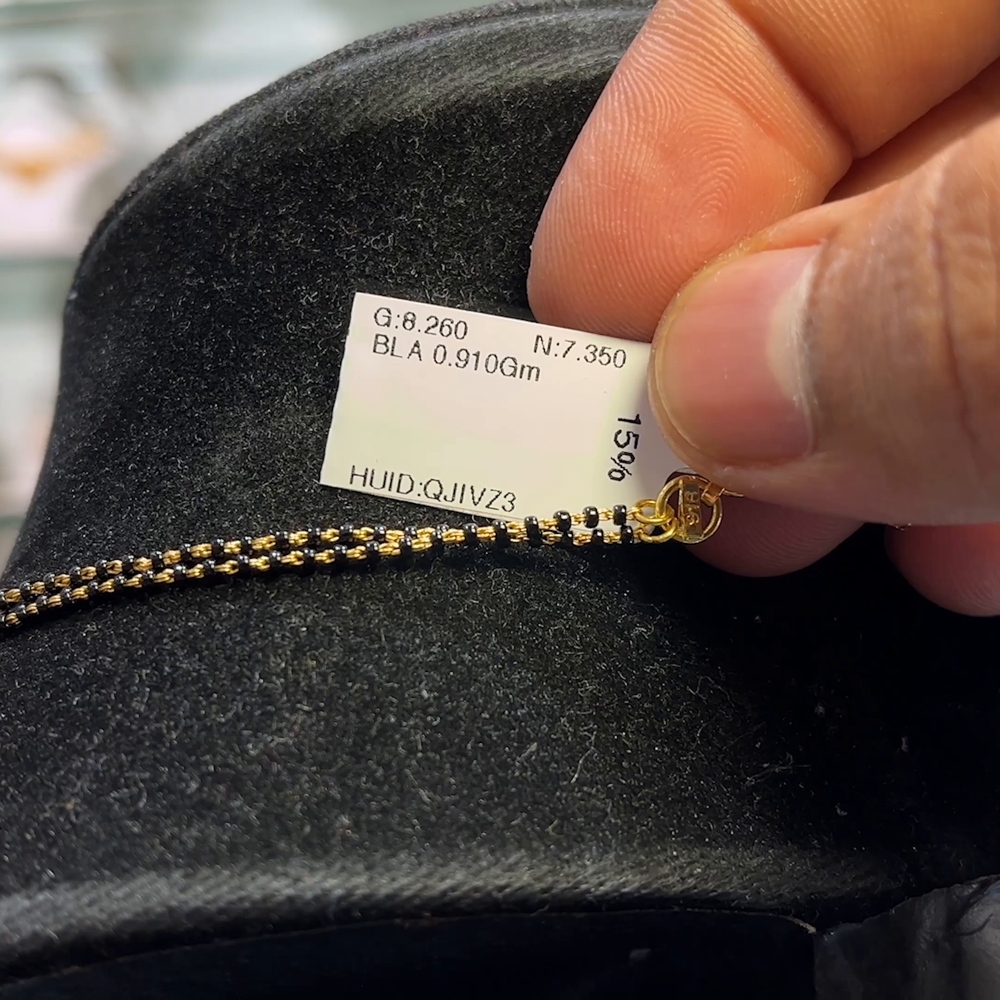 G:8.260 N:7.350
BLA 0.910Gm
15%
HUID:QJIVZ3